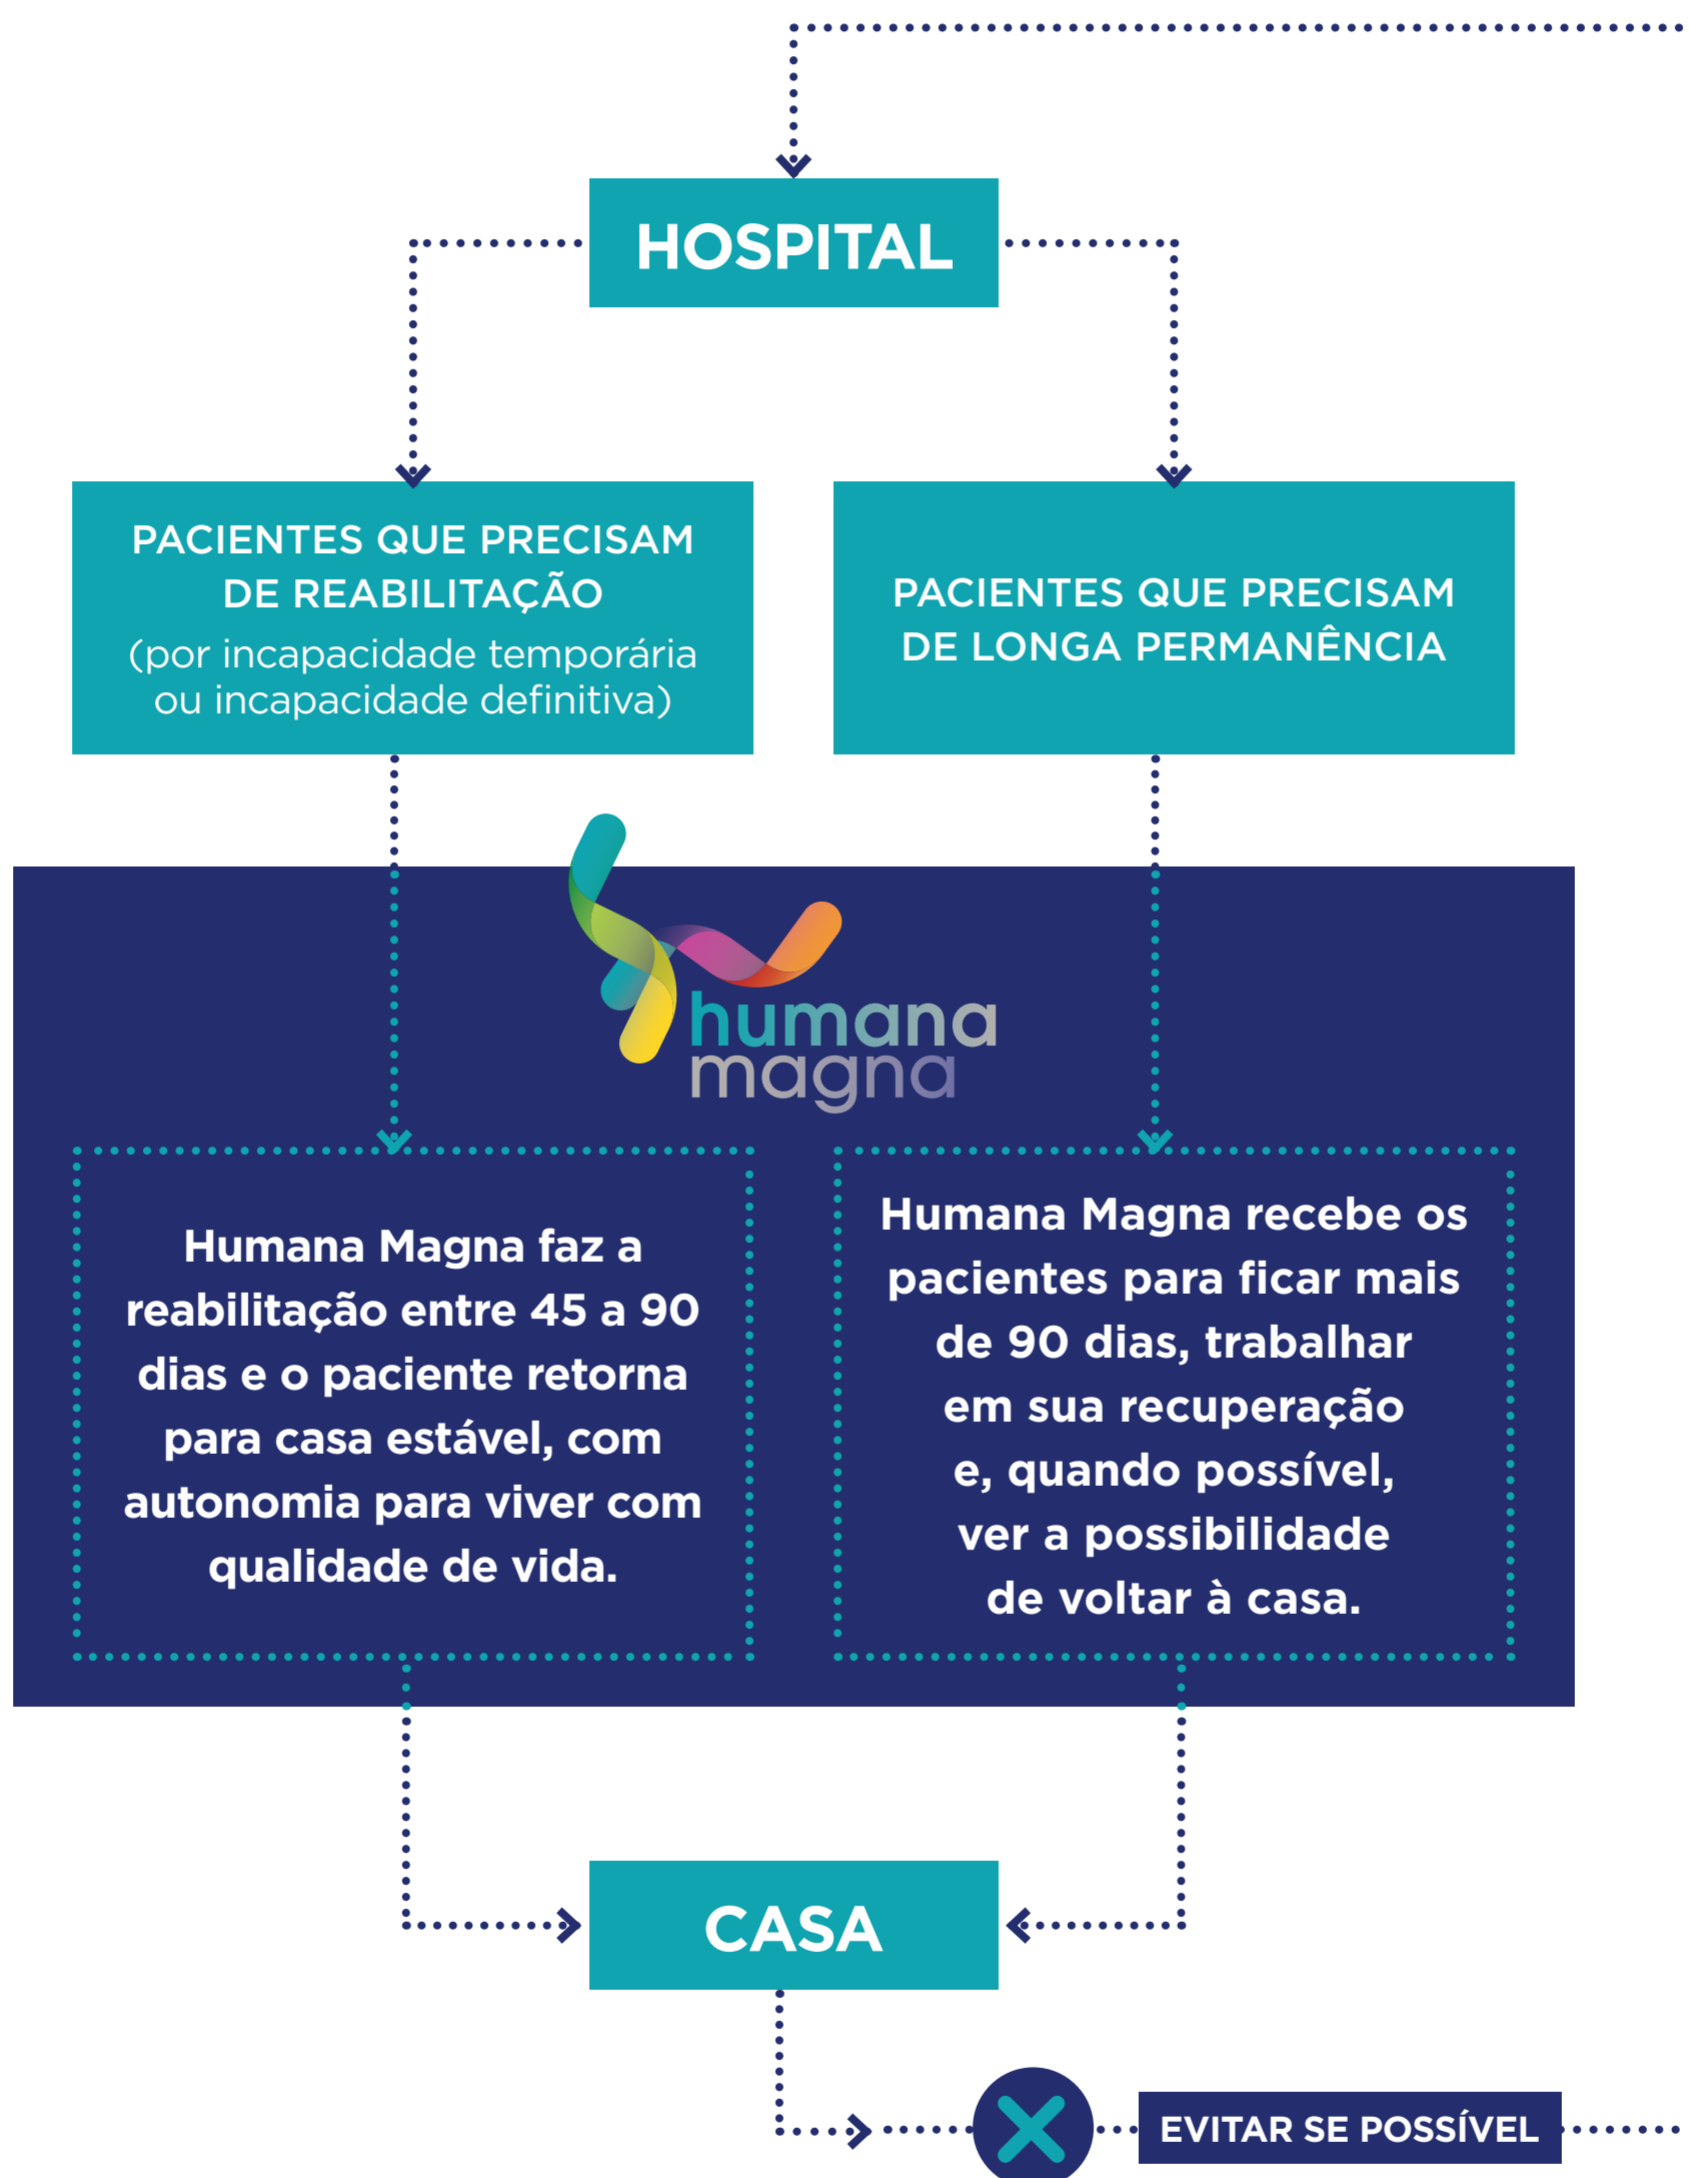 HOSPITAL
PACIENTES QUE PRECISAM
DE REABILITAÇÃO
(por incapacidade temporária
ou incapacidade definitiva)
PACIENTES QUE PRECISAM
DE LONGA PERMANÊNCIA
humana
magna
Humana Magna faz a
reabilitação entre 45 a 90
dias e o paciente retorna
para casa estável, com
autonomia para viver com
qualidade de vida.
Humana Magna recebe os
pacientes para ficar mais
de 90 dias, trabalhar
em sua recuperação
e, quando possível,
ver a possibilidade
de voltar à casa.
CASA
EVITAR SE POSSÍVEL